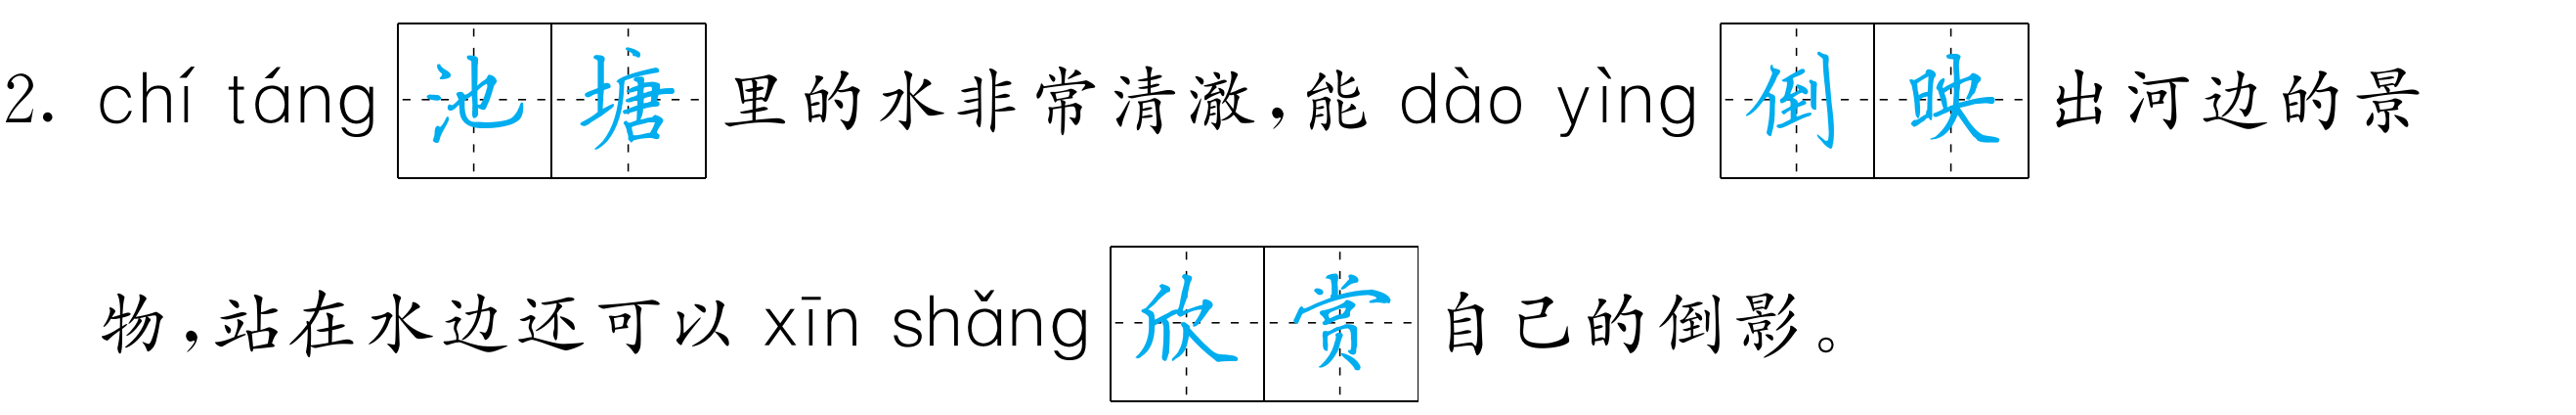 2. chí táng 池塘里的水非常清澈,能 dào yìng 倒映出河边的景
物,站在水边还可以 xīn shǎng 欣赏自己的倒影。